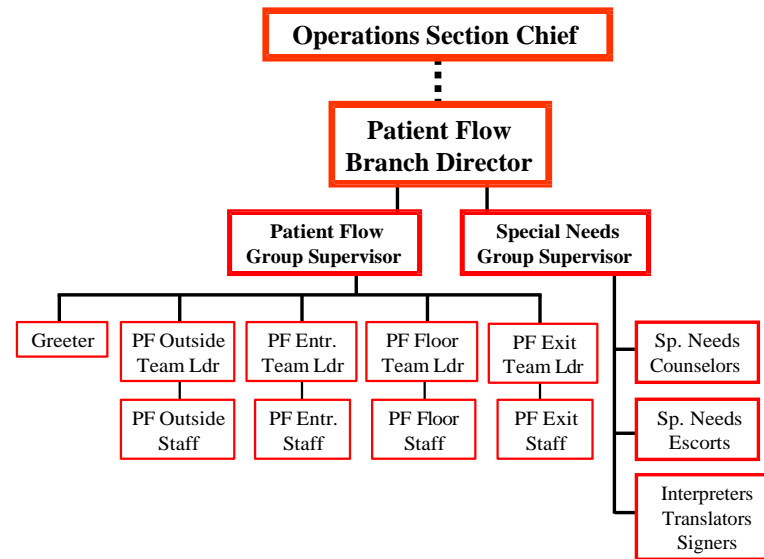 Operations Section Chief
Patient Flow
Branch Director
Patient Flow
Group Supervisor
Special Needs
Group Supervisor
Greeter
PF Outside
Team Ldr
PF Entr.
Team Ldr
PF Floor
Team Ldr
PF Exit
Team Ldr
PF Outside
Staff
PF Entr.
Staff
PF Floor
Staff
PF Exit
Staff
Sp. Needs
Counselors
Sp. Needs
Escorts
Interpreters
Translators
Signers